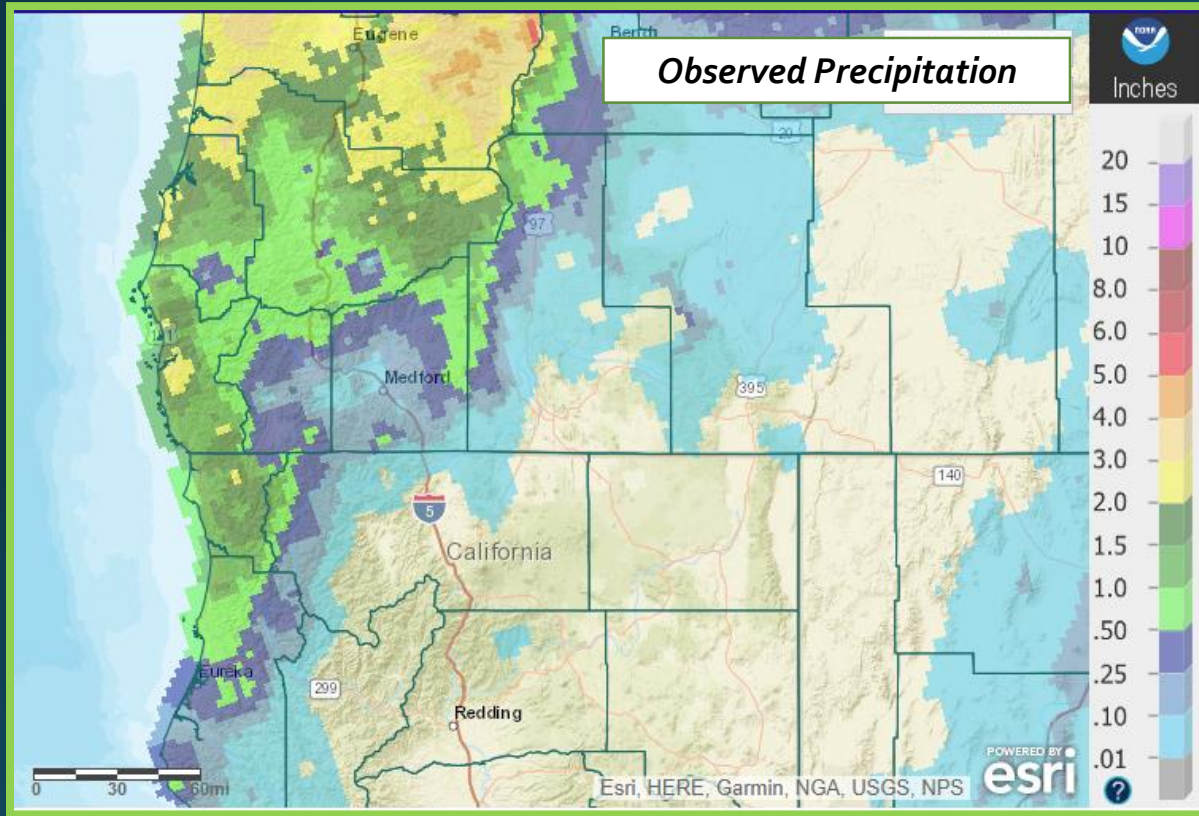 Eugene
Observed Precipitation
noaa
Inches
20
97
Medford
395
140
5
California
Eureka
299
Redding
20
15
10
8.0
6.0
5.0
4.0
3.0
2.0
1.5
1.0
.50
.25
.10
.01
?
0 30 60mi
Esri, HERE, Garmin, NGA, USGS, NPS
POWERED BY
esri